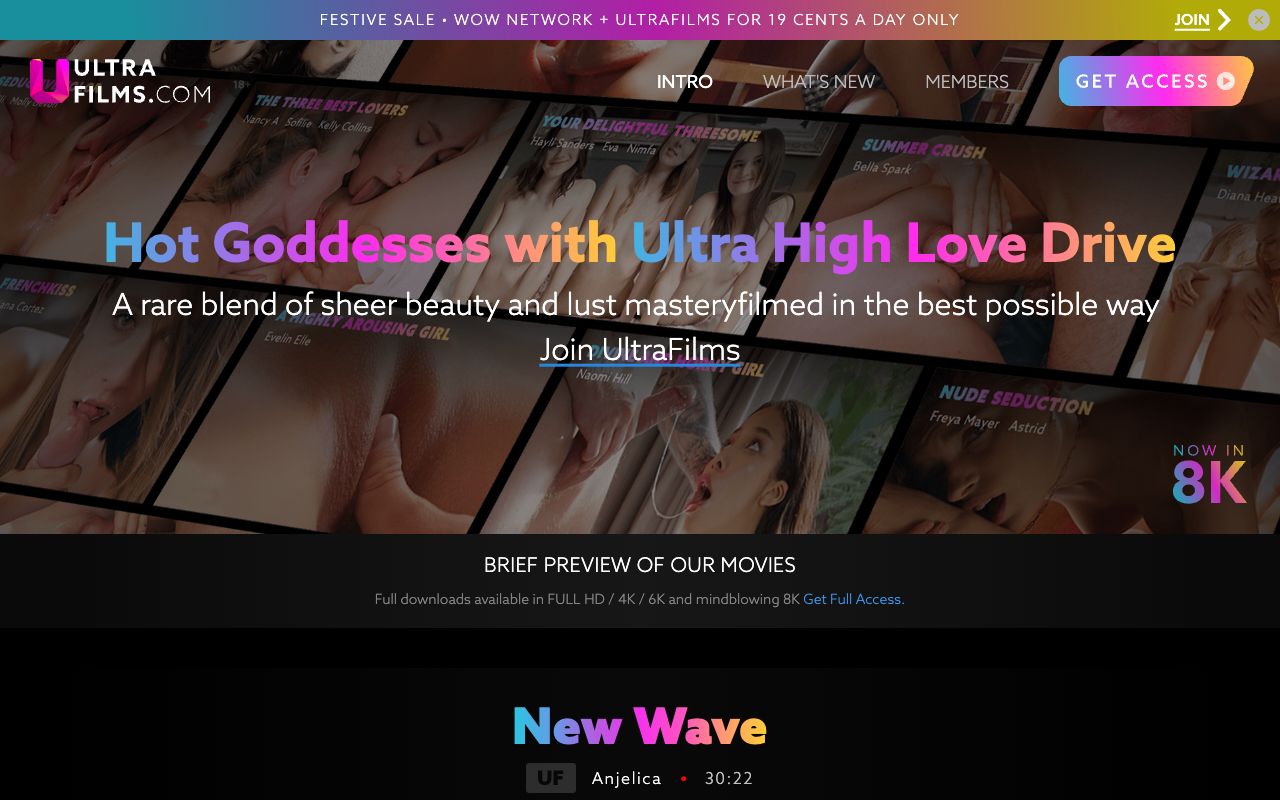 FESTIVE SALE • WOW NETWORK + ULTRAFILMS FOR 19 CENTS A DAY ONLY
JOIN
ULTRA
FILMS.COM
INTRO
WHAT'S NEW
MEMBERS
GET ACCESS
18+
THE THREE BEST LOVERS
Nancy A Sofilie Kelly Collins
YOUR DELIGHTFUL THREESOME
Hayli Sanders Eva Nimfa
SUMMER CRUSH
Bella Spark
Hot Goddesses with Ultra High Love Drive
A rare blend of sheer beauty and lust masteryfilmed in the best possible way
Join UltraFilms
FRENCHKISS
A HIGHLY AROUSING GIRL
Evelin Elle
GIRL
Naomi Hill
NUDE SEDUCTION
Freya Mayer Astrid
NOW IN
8K
BRIEF PREVIEW OF OUR MOVIES
Full downloads available in FULL HD / 4K / 6K and mindblowing 8K Get Full Access.
New Wave
UF Anjelica • 30:22